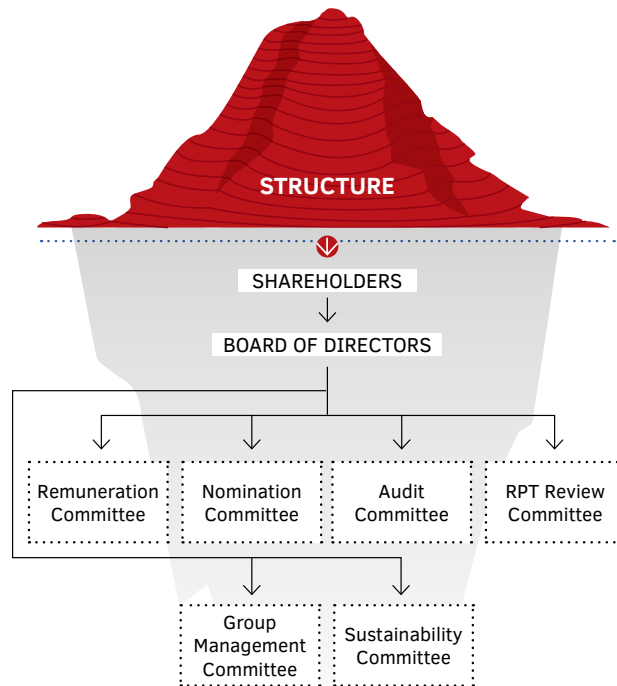 STRUCTURE
SHAREHOLDERS
BOARD OF DIRECTORS
Remuneration
Committee
Nomination
Committee
Audit
Committee
RPT Review
Committee
Group
Management
Committee
Sustainability
Committee